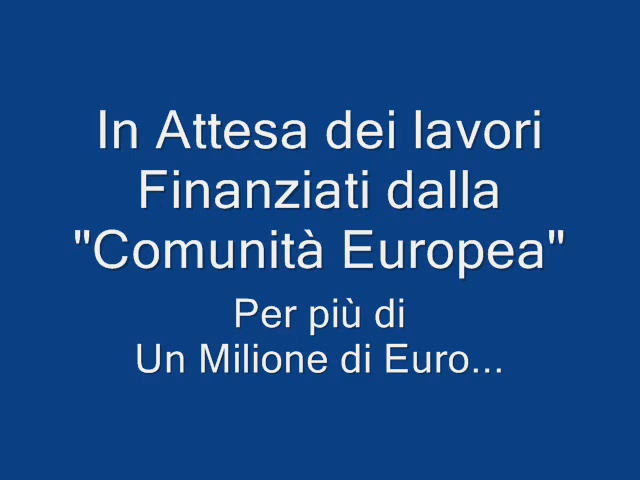 In Attesa dei lavori
Finanziati dalla
"Comunità Europea"
Per più di
Un Milione di Euro...